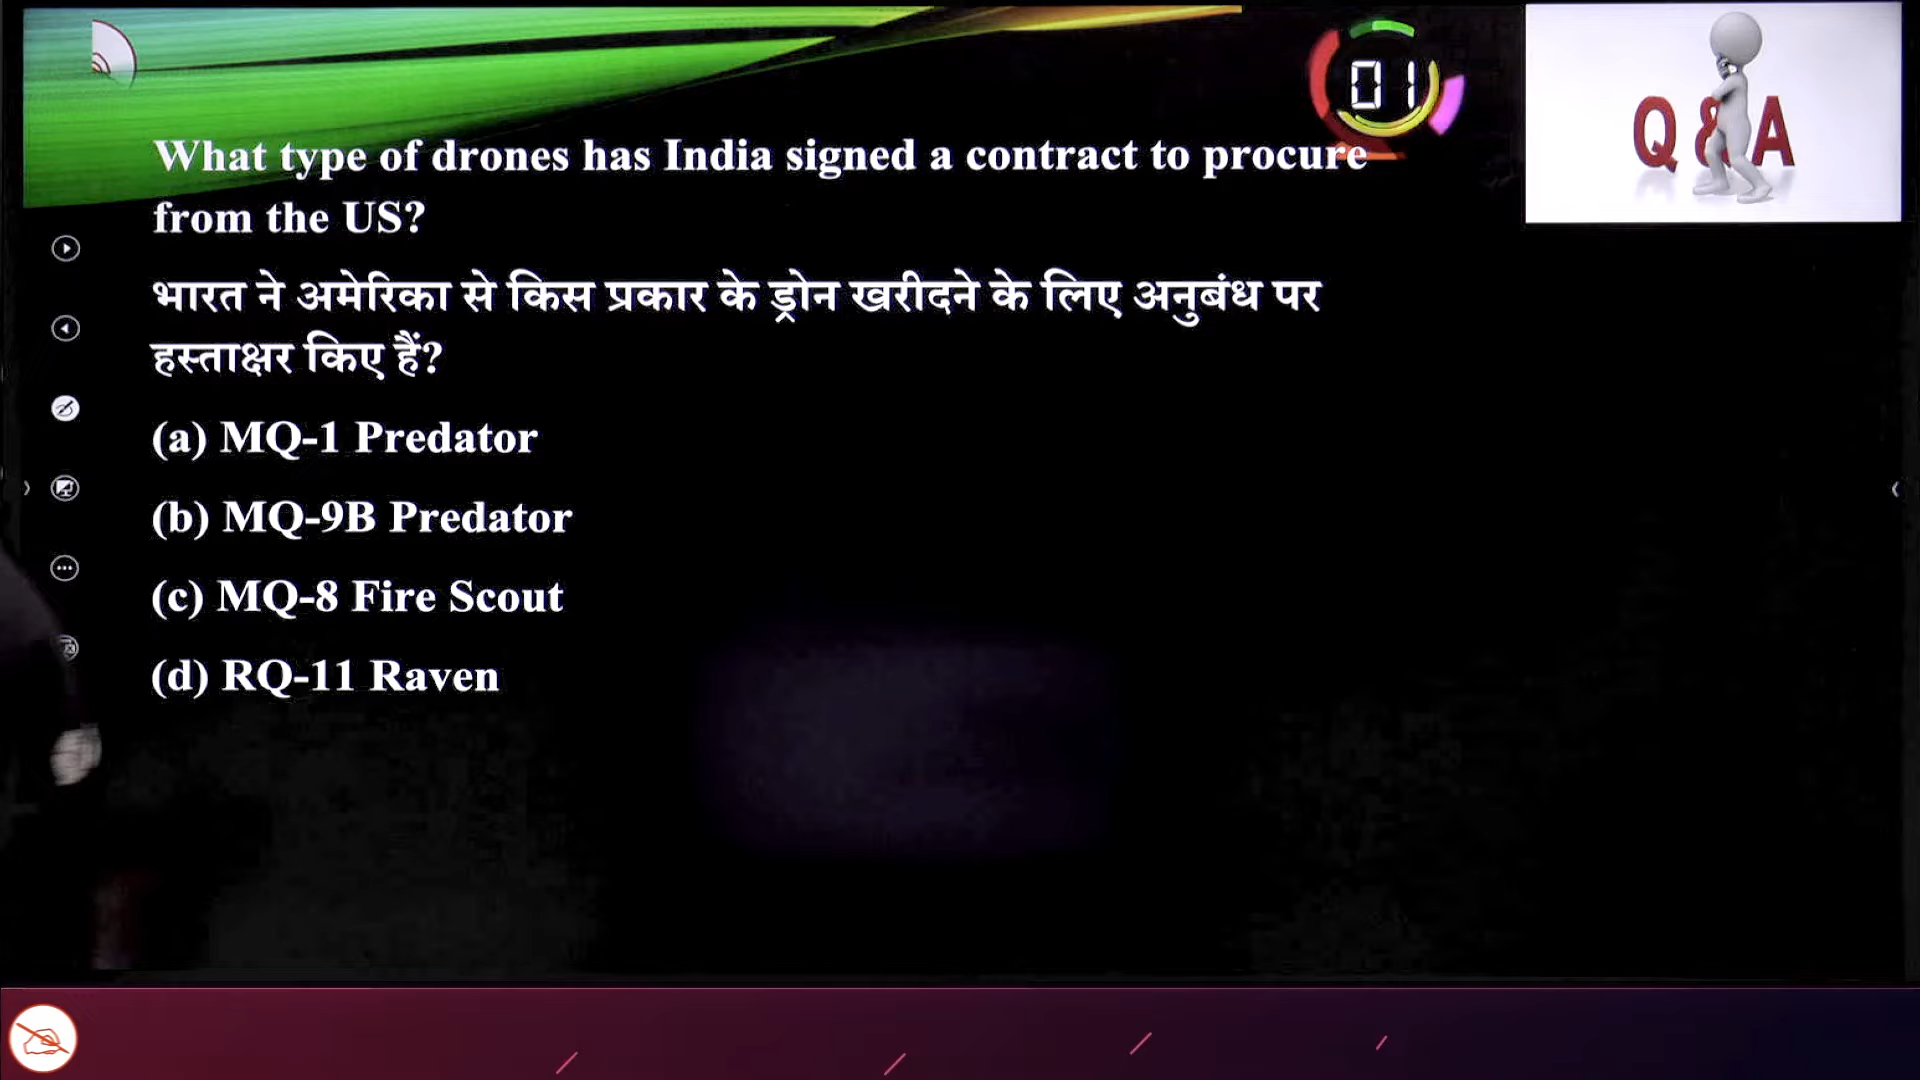 01
Q & A
What type of drones has India signed a contract to procure
from the US?
भारत ने अमेरिका से किस प्रकार के ड्रोन खरीदने के लिए अनुबंध पर
हस्ताक्षर किए हैं?
(a) MQ-1 Predator
(b) MQ-9B Predator
(c) MQ-8 Fire Scout
(d) RQ-11 Raven